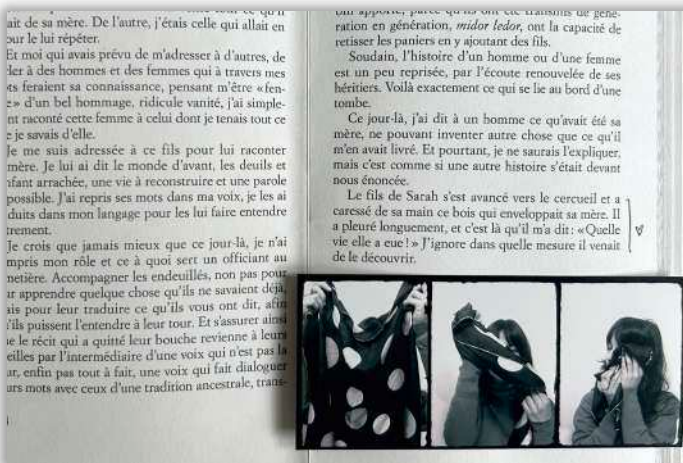 ait de sa mère. De l'autre, j'étais celle qui allait en
our le lui répéter.
Et moi qui avais prévu de m'adresser à d'autres, de
ler à des hommes et des femmes qui à travers mes
ts feraient sa connaissance, pensant m'être «fen-
e» d'un bel hommage, ridicule vanité, j'ai simple-
nt raconté cette femme à celui dont je tenais tout ce
e je savais d'elle.
Je me suis adressée à ce fils pour lui raconter
mère. Je lui ai dit le monde d'avant, les deuils et
nfant arrachée, une vie à reconstruire et une parole
possible. J'ai repris ses mots dans ma voix, je les ai
duits dans mon langage pour les lui faire entendre
trement.
Je crois que jamais mieux que ce jour-là, je n'ai
mpris mon rôle et ce à quoi sert un officiant au
netière. Accompagner les endeuillés, non pas pour
ur apprendre quelque chose qu'ils ne savaient déjà,
ais pour leur traduire ce qu'ils vous ont dit, afin
'ils puissent l'entendre à leur tour. Et s'assurer ainsi
e le récit qui a quitté leur bouche revienne à leurs
eilles par l'intermédiaire d'une voix qui n'est pas la
ur, enfin pas tout à fait, une voix qui fait dialoguer
urs mots avec ceux d'une tradition ancestrale, trans-
ont apporté, parce qu'ils ont été transmis de géné-
ration en génération, midor ledor, ont la capacité de
retisser les paniers en y ajoutant des fils.
Soudain, l'histoire d'un homme ou d'une femme
est un peu reprisée, par l'écoute renouvelée de ses
héritiers. Voilà exactement ce qui se lie au bord d'une
tombe.
Ce jour-là, j'ai dit à un homme ce qu'avait été sa
mère, ne pouvant inventer autre chose que ce qu'il
m'en avait livré. Et pourtant, je ne saurais l'expliquer,
mais c'est comme si une autre histoire s'était devant
nous énoncée.
Le fils de Sarah s'est avancé vers le cercueil et a
caressé de sa main ce bois qui enveloppait sa mère. Il
a pleuré longuement, et c'est là qu'il m'a dit: «Quelle
vie elle a eue!» J'ignore dans quelle mesure il venait
de le découvrir.